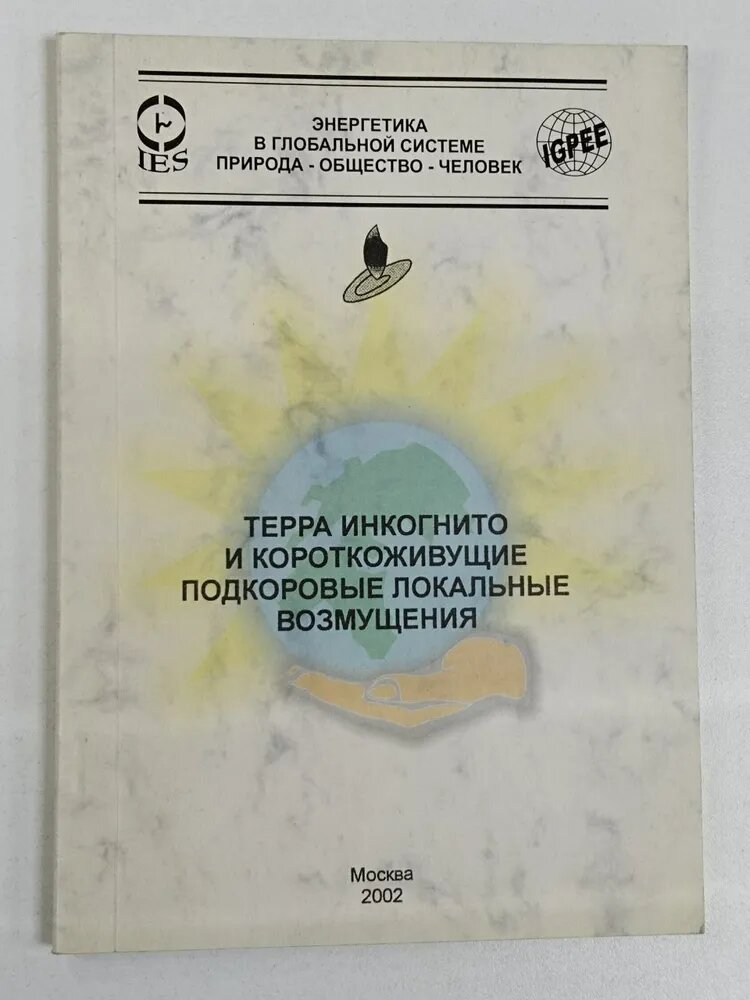 ЭНЕРГЕТИКА
В ГЛОБАЛЬНОЙ СИСТЕМЕ
ПРИРОДА - ОБЩЕСТВО - ЧЕЛОВЕК
IES
IGPEE
ТЕРРА ИНКОГНИТО
И КОРОТКОЖИВУЩИЕ
ПОДКОРОВЫЕ ЛОКАЛЬНЫЕ
ВОЗМУЩЕНИЯ
Москва
2002